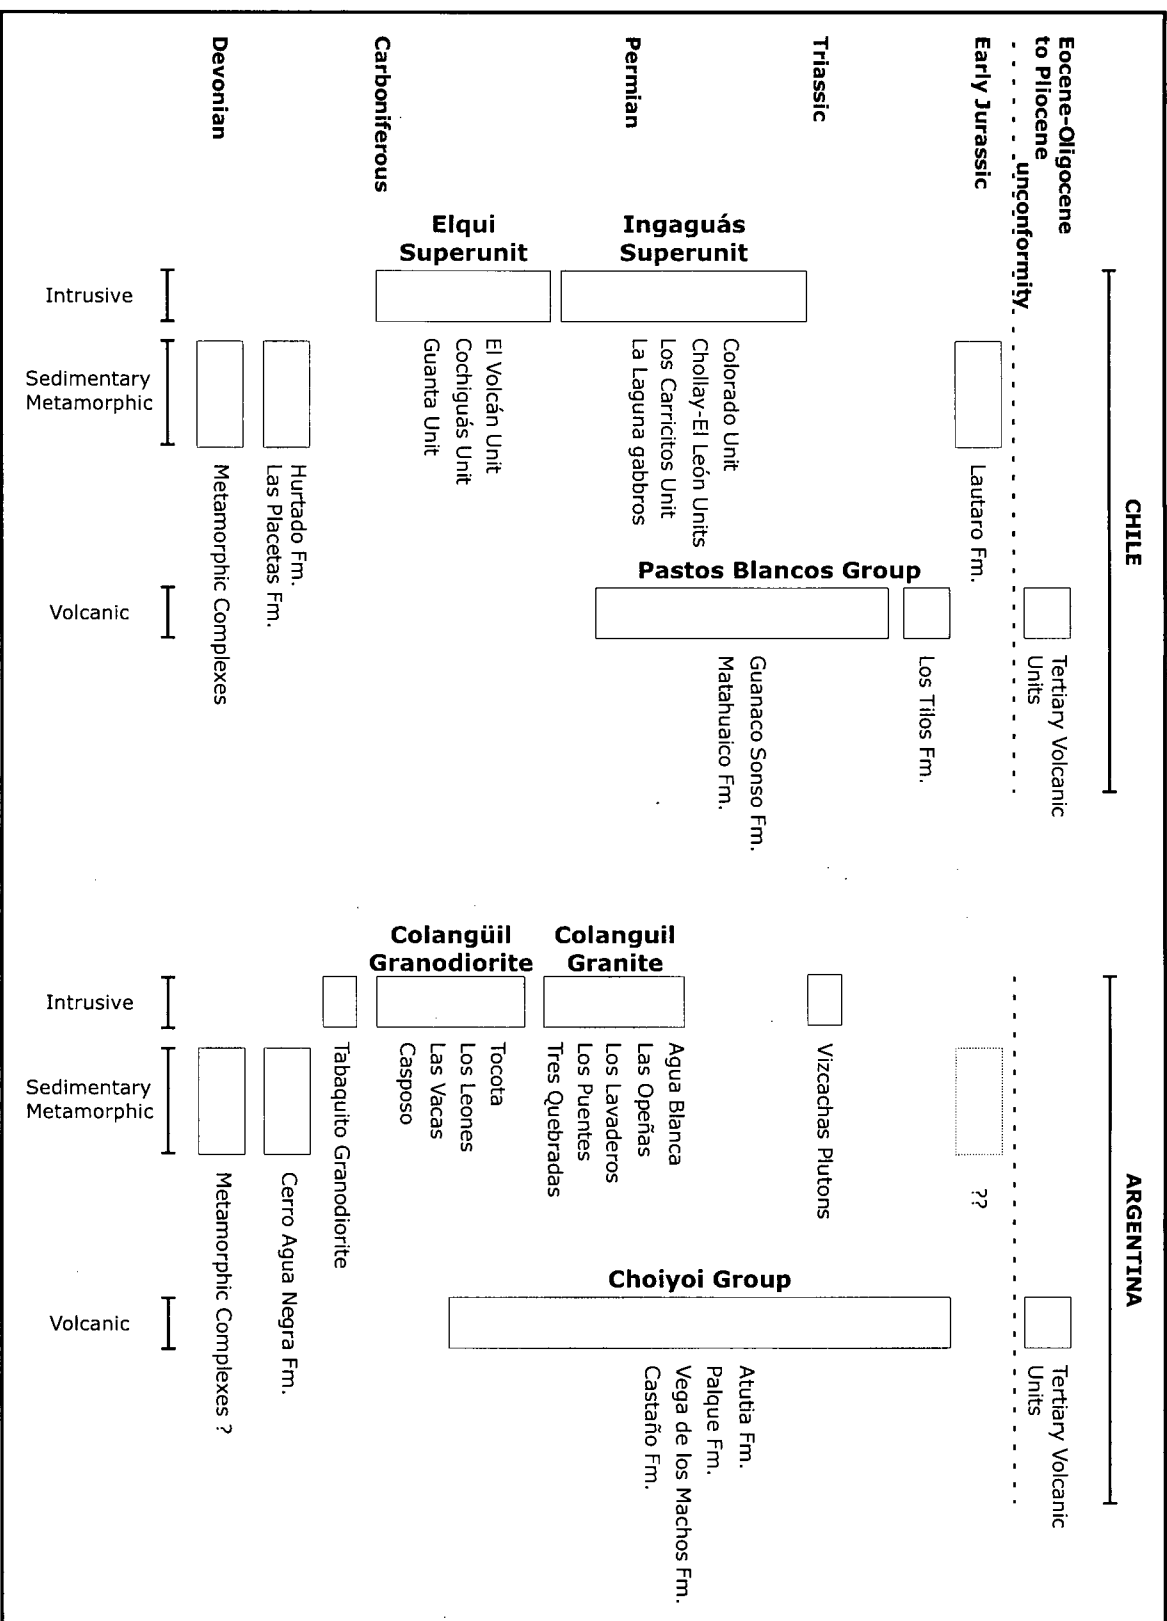 CHILE
ARGENTINA
Eocene-Oligocene
to Pliocene
unconformity
Early Jurassic
Triassic
Permian
Carboniferous
Devonian
Intrusive
Elqui
Superunit
Ingaguás
Superunit
Colorado Unit
Chollay-El León Units
Los Carricitos Unit
La Laguna gabbros
El Volcán Unit
Cochiguás Unit
Guanta Unit
Sedimentary
Metamorphic
Lautaro Fm.
Hurtado Fm.
Las Placetas Fm.
Metamorphic Complexes
Volcanic
Pastos Blancos Group
Tertiary Volcanic
Units
Los Tilos Fm.
Guanaco Sonso Fm.
Matahuaico Fm.
Intrusive
Colangüil
Granodiorite
Colanguil
Granite
Vizcachas Plutons
Agua Blanca
Las Opeñas
Los Lavaderos
Los Puentes
Tres Quebradas
Tocota
Los Leones
Las Vacas
Casposo
Tabaquito Granodiorite
Sedimentary
Metamorphic
??
Cerro Agua Negra Fm.
Metamorphic Complexes ?
Volcanic
Choiyoi Group
Tertiary Volcanic
Units
Atutia Fm.
Palque Fm.
Vega de los Machos Fm.
Castaño Fm.